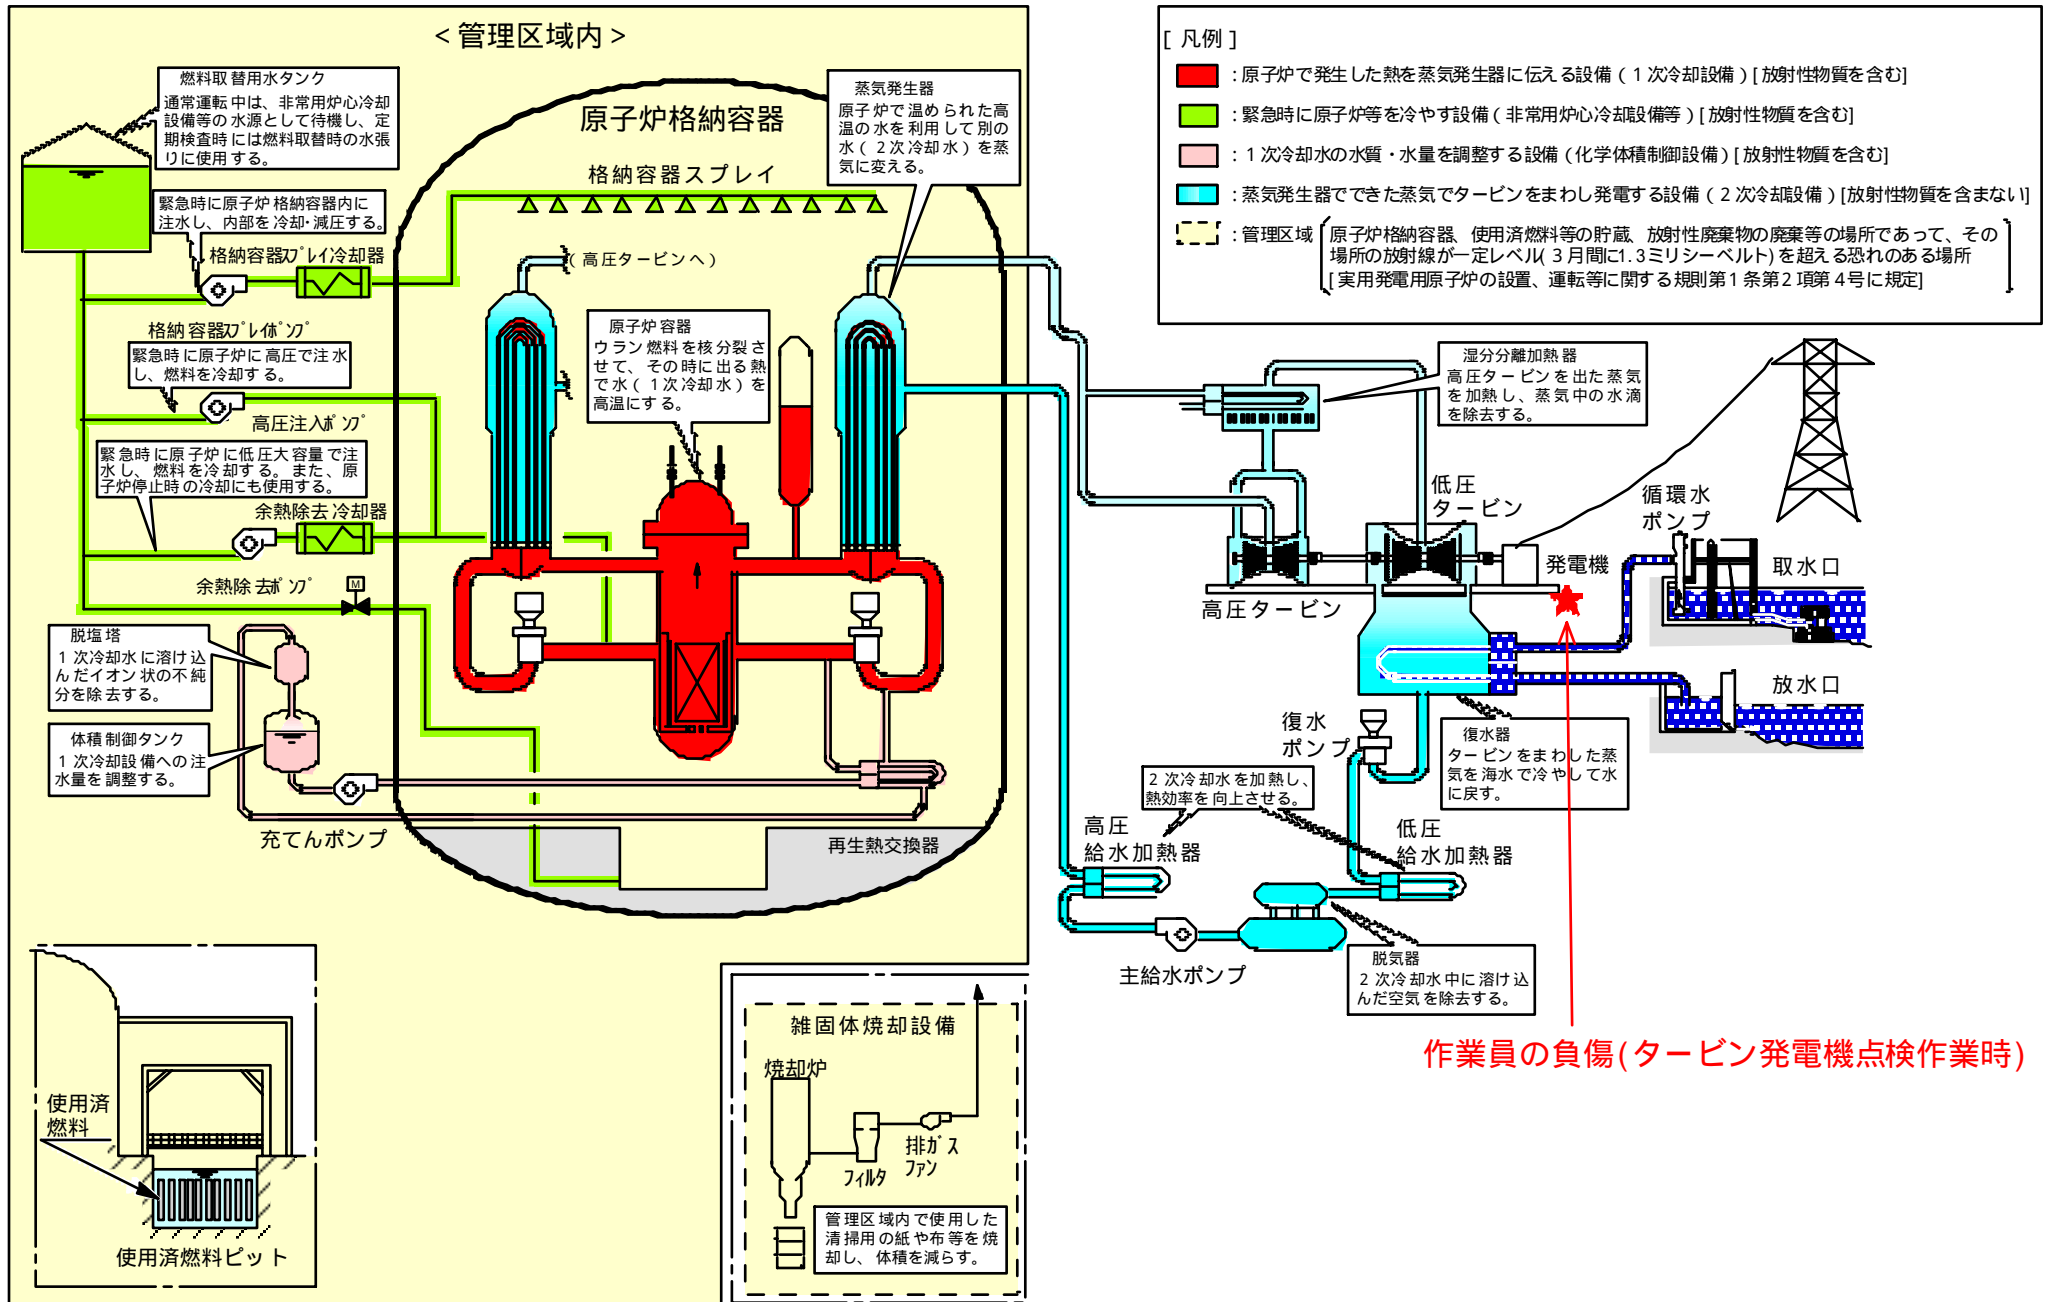 <管理区域内>
燃料取替用水タンク
通常運転中は、非常用炉心冷却
設備等の水源として待機し、定
期検査時には燃料取替時の水張
りに使用する。
緊急時に原子炉格納容器内に
注水し、内部を冷却・減圧する。
格納容器ｽﾌﾟﾚｲ冷却器
格納容器ｽﾌﾟﾚｲﾎﾟﾝﾌﾟ
緊急時に原子炉に高圧で注水
し、燃料を冷却する。
高圧注入ﾎﾟﾝﾌﾟ
緊急時に原子炉に低圧大容量で注
水し、燃料を冷却する。また、原
子炉停止時の冷却にも使用する。
余熱除去冷却器
余熱除去ﾎﾟﾝﾌﾟ
M
脱塩塔
1次冷却水に溶け込
んだイオン状の不純
分を除去する。
体積制御タンク
1次冷却設備への注
水量を調整する。
充てんポンプ
原子炉格納容器
格納容器スプレイ
(高圧タービンへ)
蒸気発生器
原子炉で温められた高
温の水を利用して別の
水(2次冷却水)を蒸
気に変える。
原子炉容器
ウラン燃料を核分裂さ
せて、その時に出る熱
で水(1次冷却水)を
高温にする。
再生熱交換器
使用済
燃料
使用済燃料ピット
雑固体焼却設備
焼却炉
フィルタ
排ｶﾞｽ
ﾌｧﾝ
管理区域内で使用した
清掃用の紙や布等を焼
却し、体積を減らす。
[凡例]
:原子炉で発生した熱を蒸気発生器に伝える設備(1次冷却設備)[放射性物質を含む]
:緊急時に原子炉等を冷やす設備(非常用炉心冷却設備等)[放射性物質を含む]
:1次冷却水の水質・水量を調整する設備(化学体積制御設備)[放射性物質を含む]
:蒸気発生器でできた蒸気でタービンをまわし発電する設備(2次冷却設備)[放射性物質を含まない]
:管理区域
原子炉格納容器、使用済燃料等の貯蔵、放射性廃棄物の廃棄等の場所であって、その
場所の放射線が一定レベル(3月間に1.3ミリシーベルト)を超える恐れのある場所
[実用発電用原子炉の設置、運転等に関する規則第1条第2項第4号に規定]
湿分分離加熱器
高圧タービンを出た蒸気
を加熱し、蒸気中の水滴
を除去する。
低圧
タービン
高圧タービン
発電機
循環水
ポンプ
取水口
放水口
復水
ポンプ
復水器
タービンをまわした蒸
気を海水で冷やして水
に戻す。
2次冷却水を加熱し、
熱効率を向上させる。
高圧
給水加熱器
低圧
給水加熱器
主給水ポンプ
脱気器
2次冷却水中に溶け込
んだ空気を除去する。
作業員の負傷(タービン発電機点検作業時)